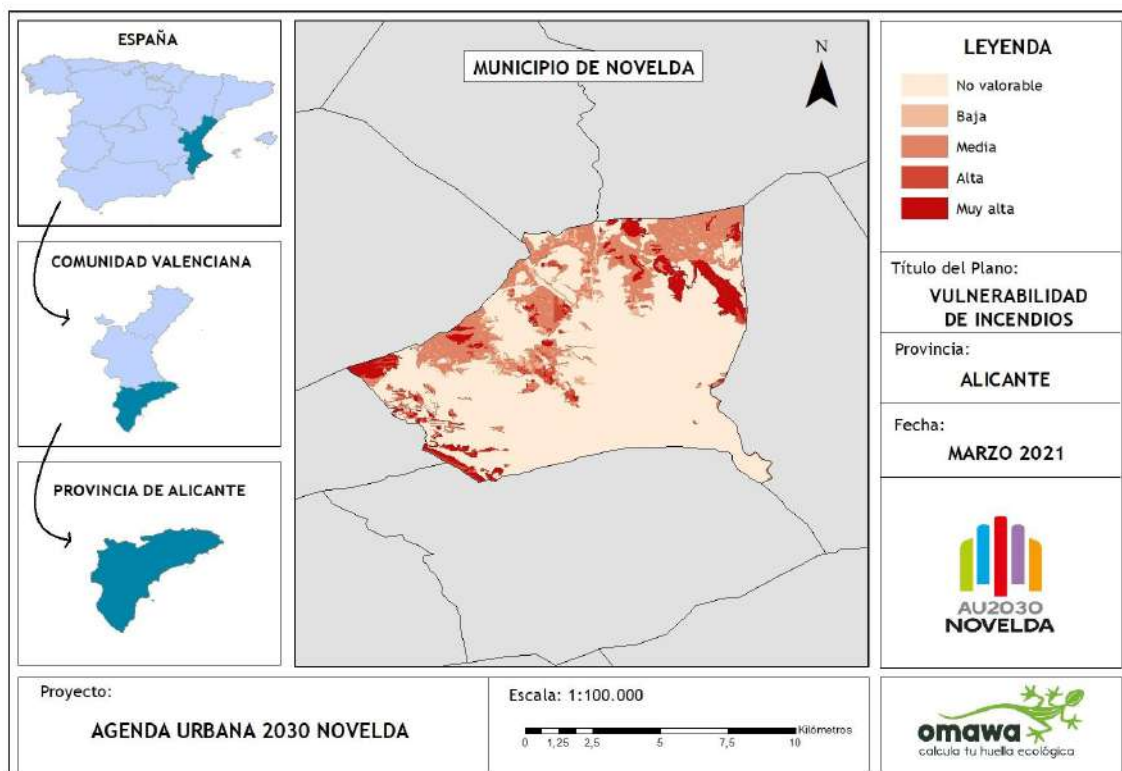 ESPAÑA
COMUNIDAD VALENCIANA
PROVINCIA DE ALICANTE
MUNICIPIO DE NOVELDA
N
LEYENDA
No valorable
Baja
Media
Alta
Muy alta
Título del Plano:
VULNERABILIDAD
DE INCENDIOS
Provincia:
ALICANTE
Fecha:
MARZO 2021
AU2030
NOVELDA
Proyecto:
AGENDA URBANA 2030 NOVELDA
Escala: 1:100.000
Kilómetros
0 1,25 2,5 5 7,5 10
omawa
calcula tu huella ecológica